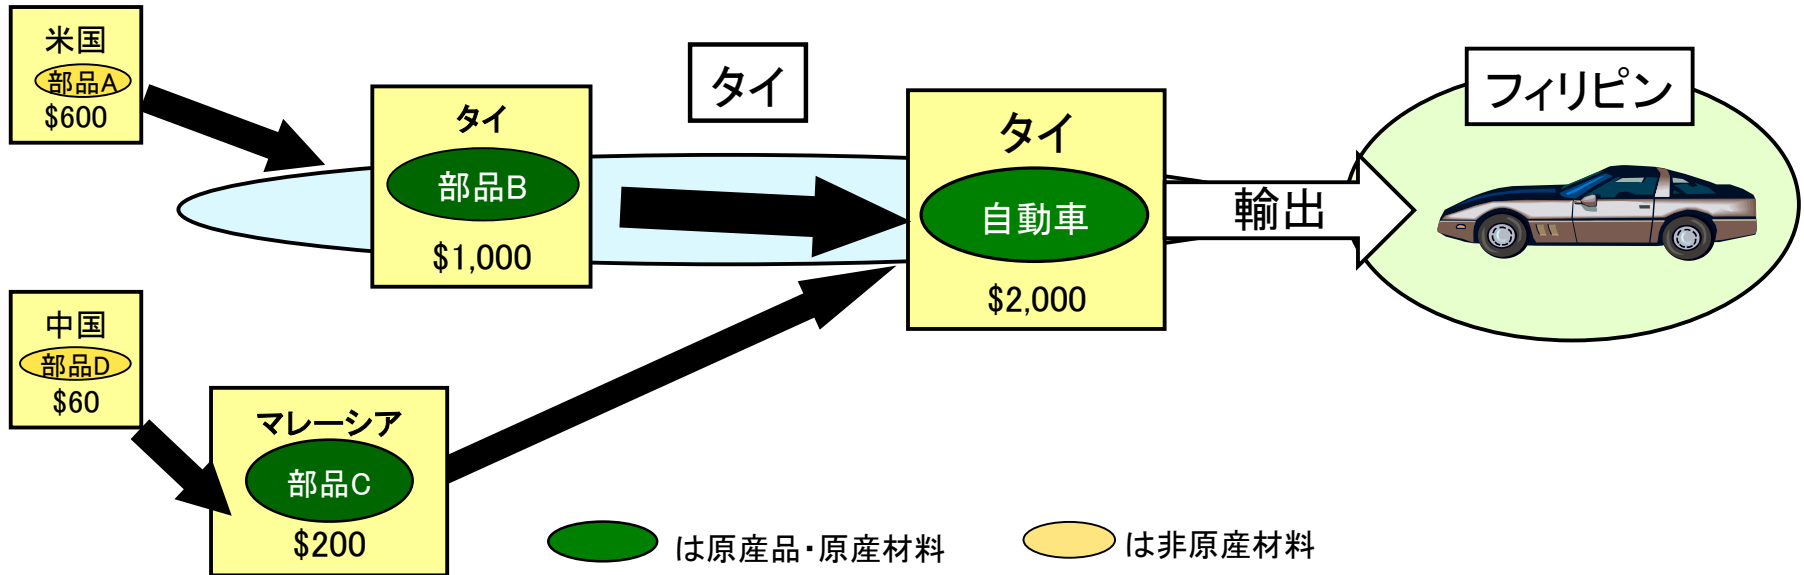 米国
部品A
$600
タイ
部品B
$1,000
タイ
タイ
自動車
$2,000
輸出
フィリピン
中国
部品D
$60
マレーシア
部品C
$200
は原産品・原産材料
は非原産材料